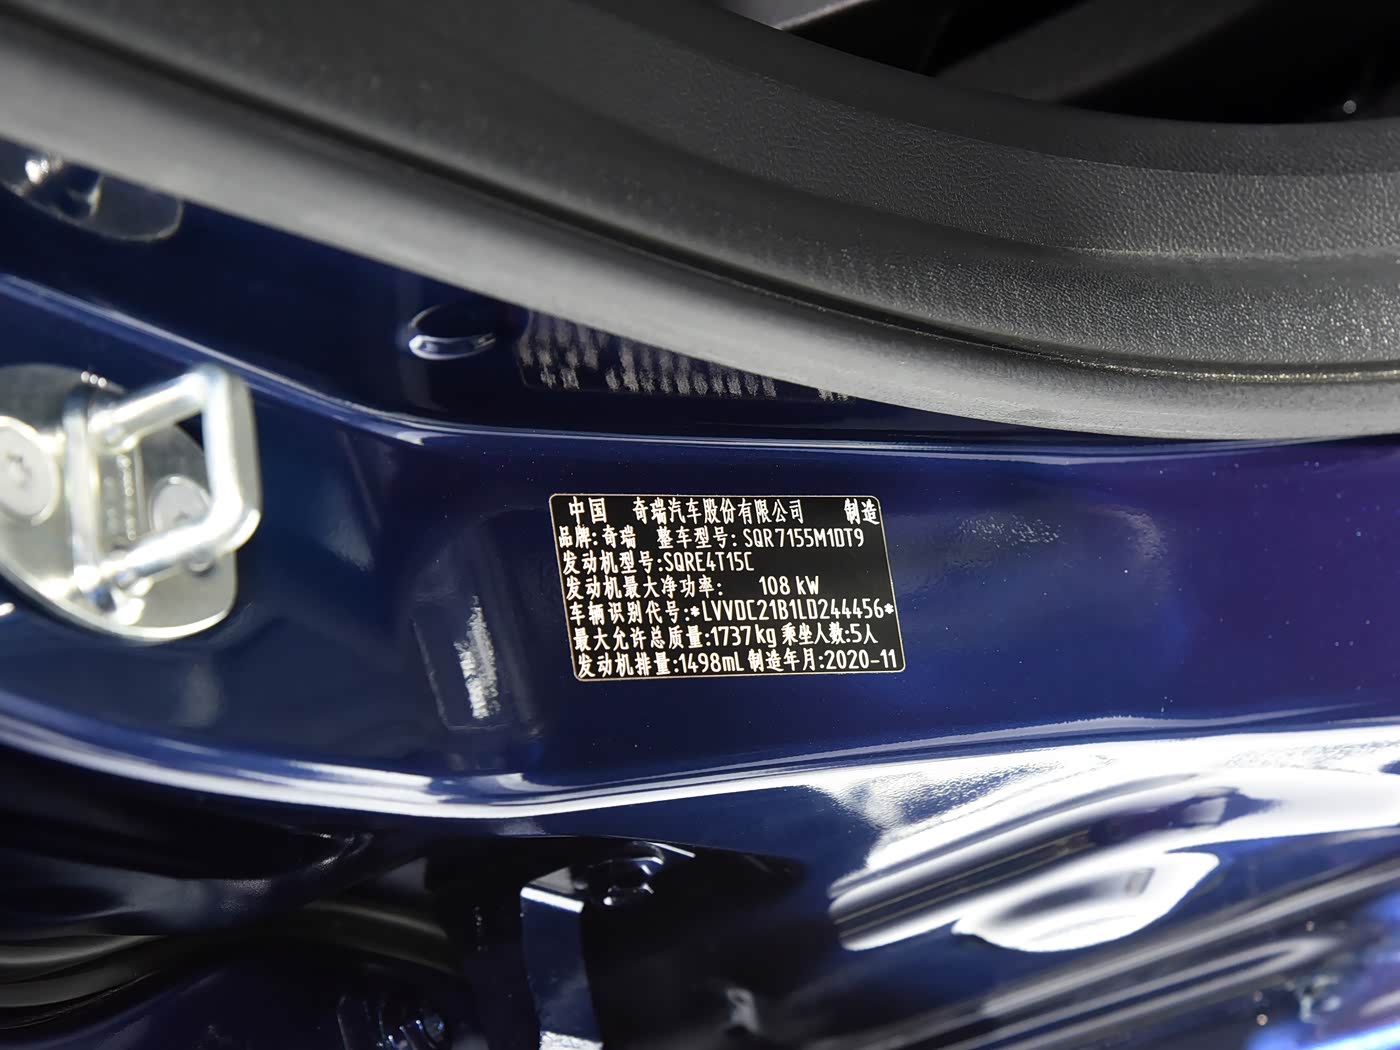 中国 奇瑞汽车股份有限公司 制造
品牌:奇瑞 整车型号:SQR7155M1DT9
发动机型号:SQRE4T15C
发动机最大净功率: 108 kW
车辆识别代号:*LVVDC21B1LD244456*
最大允许总质量:1737kg 乘坐人数:5人
发动机排量:1498mL 制造年月:2020-11